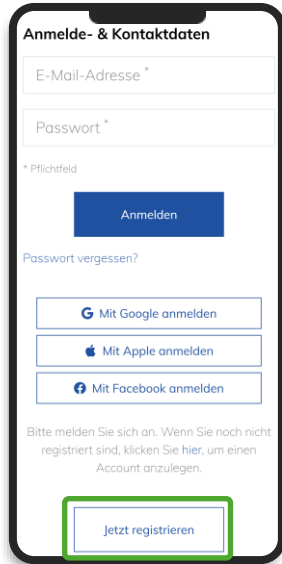 Anmelde- & Kontaktdaten
E-Mail-Adresse *
Passwort *
* Pflichtfeld
Anmelden
Passwort vergessen?
Mit Google anmelden
Mit Apple anmelden
Mit Facebook anmelden
Bitte melden Sie sich an. Wenn Sie noch nicht
registriert sind, klicken Sie hier, um einen
Account anzulegen.
Jetzt registrieren